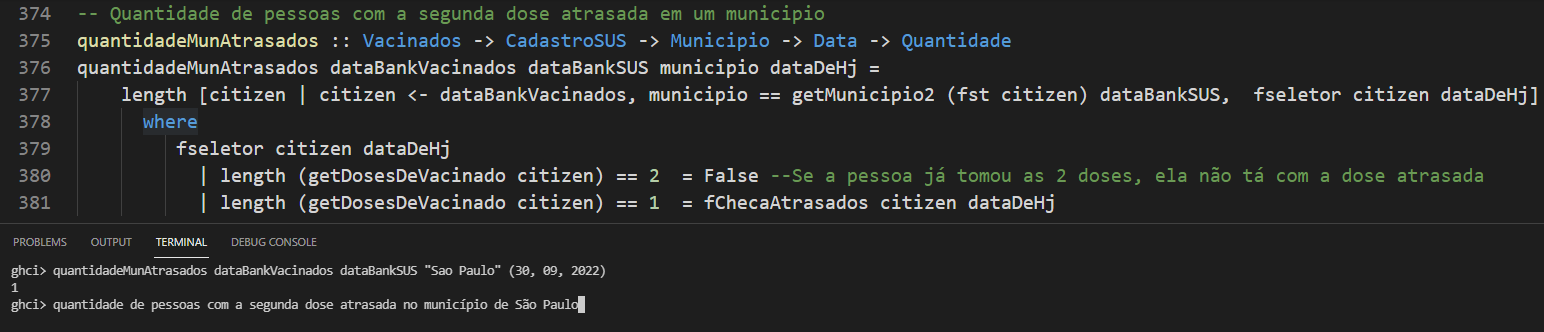 374 -- Quantidade de pessoas com a segunda dose atrasada em um municipio
375 quantidadeMunAtrasados :: Vacinados -> CadastroSUS -> Municipio -> Data -> Quantidade
376 quantidadeMunAtrasados dataBankVacinados dataBankSUS municipio dataDeHj =
377 length [citizen | citizen <- dataBankVacinados, municipio == getMunicipio2 (fst citizen) dataBankSUS,  fseletor citizen dataDeHj]
378 where
379 fseletor citizen dataDeHj
380 | length (getDosesDeVacinado citizen) == 2  = False --Se a pessoa já tomou as 2 doses, ela não tá com a dose atrasada
381 | length (getDosesDeVacinado citizen) == 1  = fChecaAtrasados citizen dataDeHj
PROBLEMS OUTPUT TERMINAL DEBUG CONSOLE
ghci> quantidadeMunAtrasados dataBankVacinados dataBankSUS "Sao Paulo" (30, 09, 2022)
1
ghci> quantidade de pessoas com a segunda dose atrasada no município de São Paulo